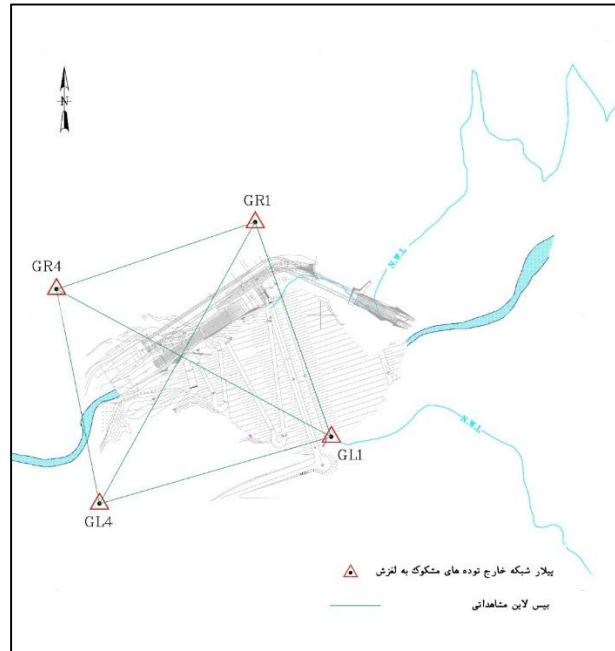 N
GR1
GR4
N.W.L
GL1
N.W.L
GL4
پیلار شبکه خارج توده های مشکوک به لغزش
بیس لاین مشاهداتی